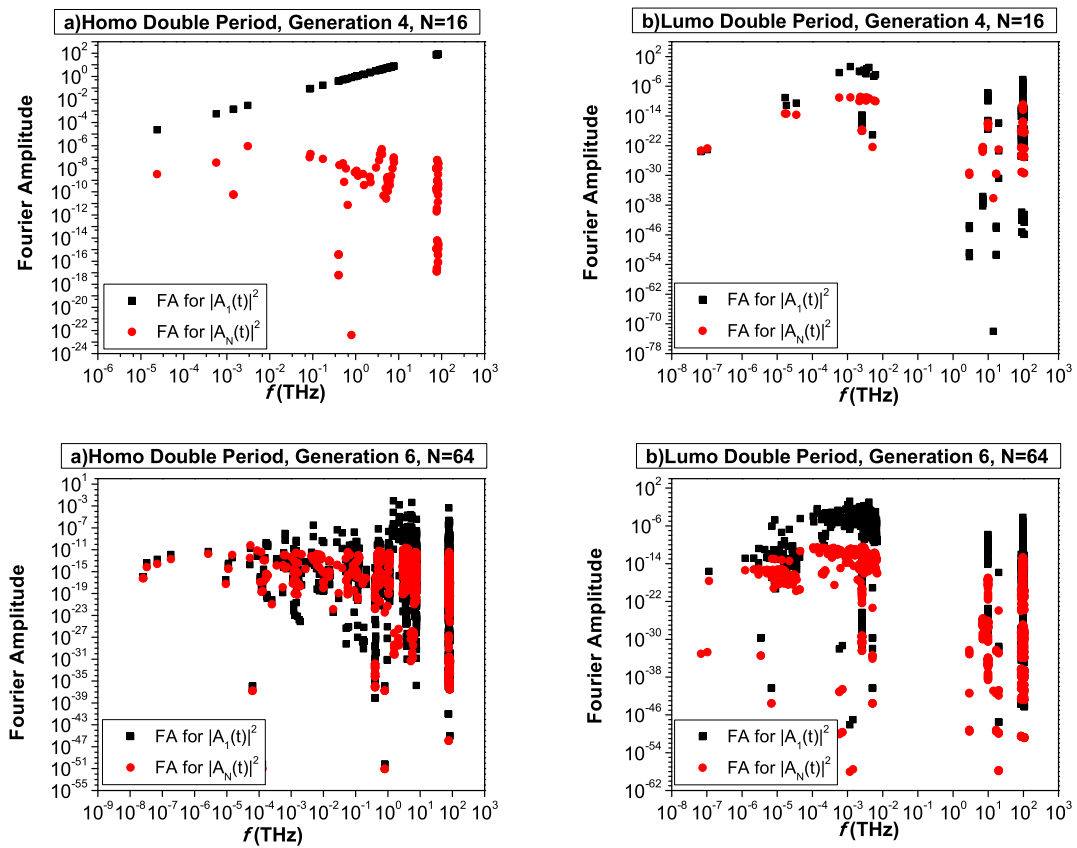 a)Homo Double Period, Generation 4, N=16
10^2
10^0
10^-2
10^-4
10^-6
10^-8
10^-10
10^-12
10^-14
10^-16
10^-18
10^-20
10^-22
10^-24
Fourier Amplitude
FA for |A_1(t)|^2
FA for |A_N(t)|^2
10^-6 10^-5 10^-4 10^-3 10^-2 10^-1 10^0 10^1 10^2 10^3
f (THz)
b)Lumo Double Period, Generation 4, N=16
10^2
10^-6
10^-14
10^-22
10^-30
10^-38
10^-46
10^-54
10^-62
10^-70
10^-78
Fourier Amplitude
FA for |A_1(t)|^2
FA for |A_N(t)|^2
10^-8 10^-7 10^-6 10^-5 10^-4 10^-3 10^-2 10^-1 10^0 10^1 10^2 10^3
f (THz)
a)Homo Double Period, Generation 6, N=64
10^1
10^-3
10^-7
10^-11
10^-15
10^-19
10^-23
10^-27
10^-31
10^-35
10^-39
10^-43
10^-47
10^-51
10^-55
Fourier Amplitude
FA for |A_1(t)|^2
FA for |A_N(t)|^2
10^-9 10^-8 10^-7 10^-6 10^-5 10^-4 10^-3 10^-2 10^-1 10^0 10^1 10^2 10^3
f (THz)
b)Lumo Double Period, Generation 6, N=64
10^2
10^-6
10^-14
10^-22
10^-30
10^-38
10^-46
10^-54
10^-62
Fourier Amplitude
FA for |A_1(t)|^2
FA for |A_N(t)|^2
10^-8 10^-7 10^-6 10^-5 10^-4 10^-3 10^-2 10^-1 10^0 10^1 10^2 10^3
f (THz)